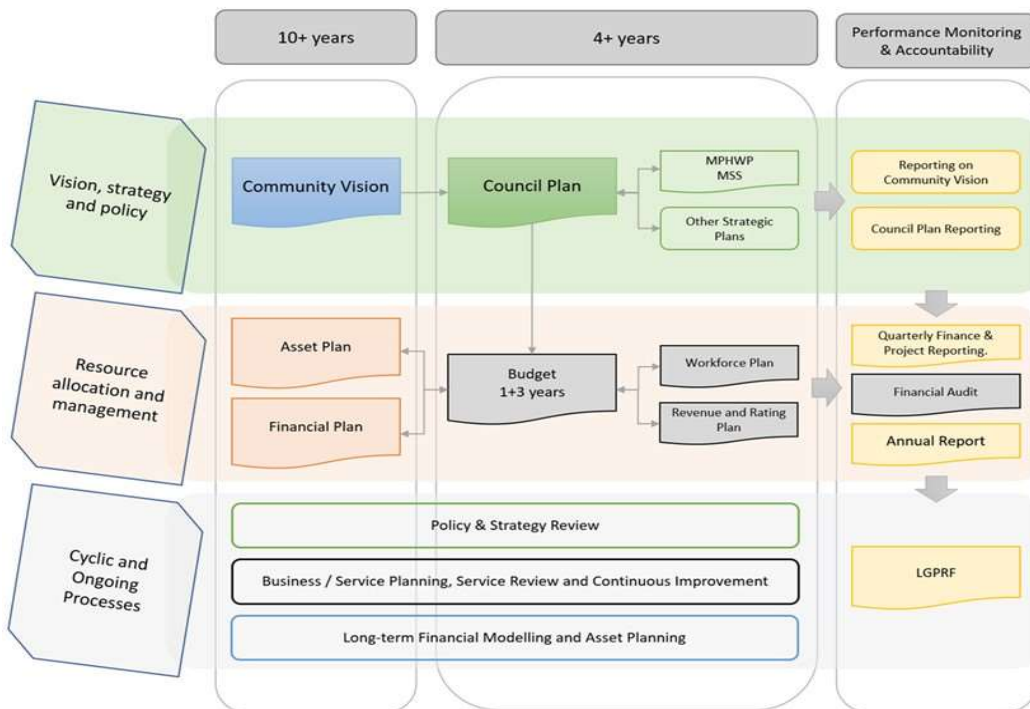 10+ years
4+ years
Performance Monitoring
& Accountability
Vision, strategy
and policy
Community Vision
Council Plan
MPHWP
MSS
Other Strategic
Plans
Reporting on
Community Vision
Council Plan Reporting
Resource
allocation and
management
Asset Plan
Financial Plan
Budget
1+3 years
Workforce Plan
Revenue and Rating
Plan
Quarterly Finance &
Project Reporting.
Financial Audit
Annual Report
Cyclic and
Ongoing
Processes
Policy & Strategy Review
Business / Service Planning, Service Review and Continuous Improvement
Long-term Financial Modelling and Asset Planning
LGPRF